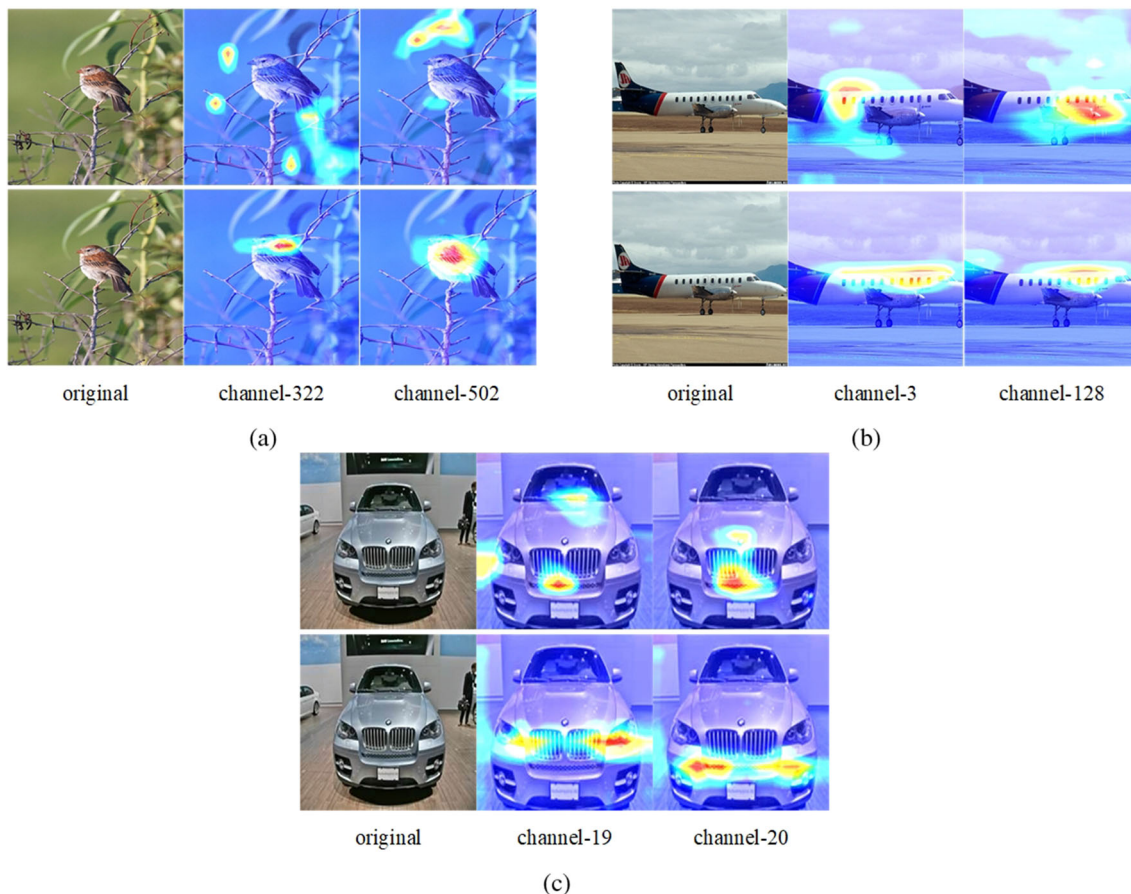 original channel-322 channel-502
(a)
original channel-3 channel-128
(b)
original channel-19 channel-20
(c)